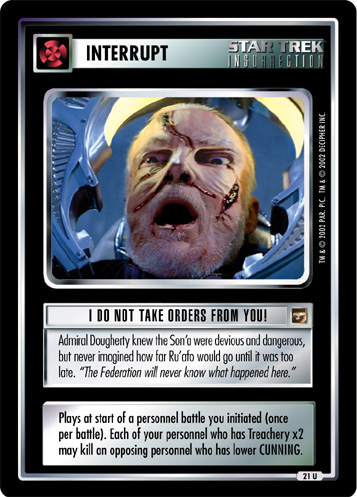 INTERRUPT
STAR TREK
INSURRECTION
TM & © 2002 PAR. PIC. TM & © 2002 DECIPHER INC.
I DO NOT TAKE ORDERS FROM YOU!
Admiral Dougherty knew the Son'a were devious and dangerous,
but never imagined how far Ru'afo would go until it was too
late. "The Federation will never know what happened here."
Plays at start of a personnel battle you initiated (once
per battle). Each of your personnel who has Treachery x2
may kill an opposing personnel who has lower CUNNING.
21 U